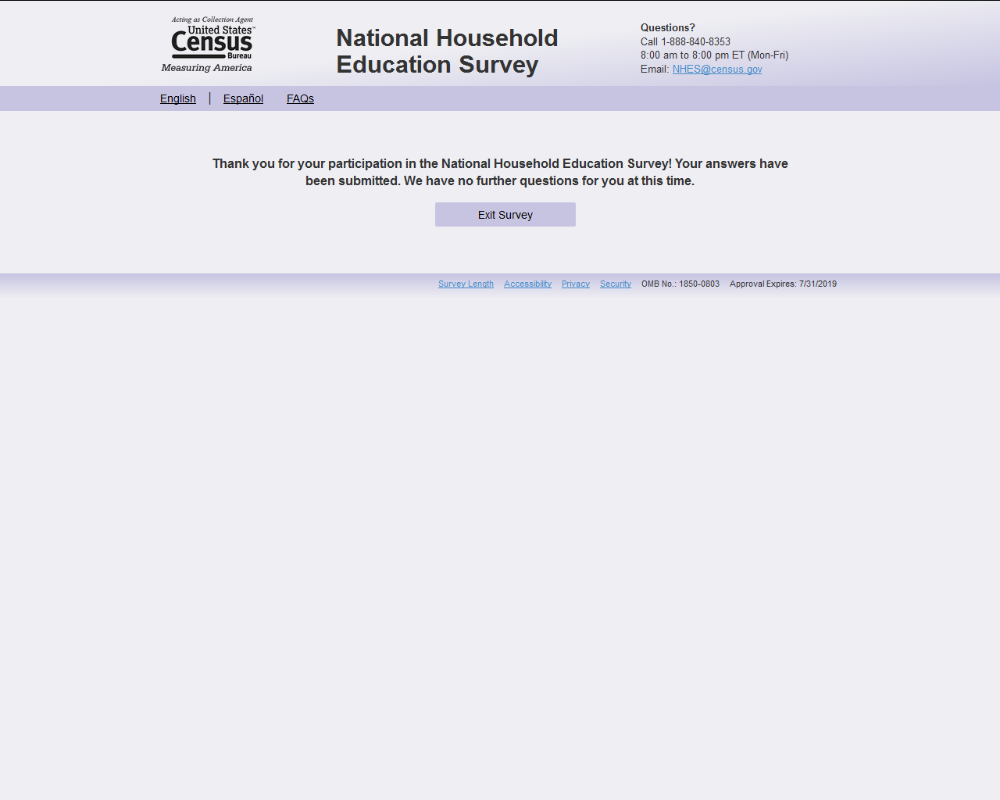 Acting as Collection Agent
United States™
Census
Bureau
Measuring America
National Household
Education Survey
Questions?
Call 1-888-840-8353
8:00 am to 8:00 pm ET (Mon-Fri)
Email: NHES@census.gov
English | Español FAQs
Thank you for your participation in the National Household Education Survey! Your answers have
been submitted. We have no further questions for you at this time.
Exit Survey
Survey Length Accessibility Privacy Security OMB No.: 1850-0803 Approval Expires: 7/31/2019